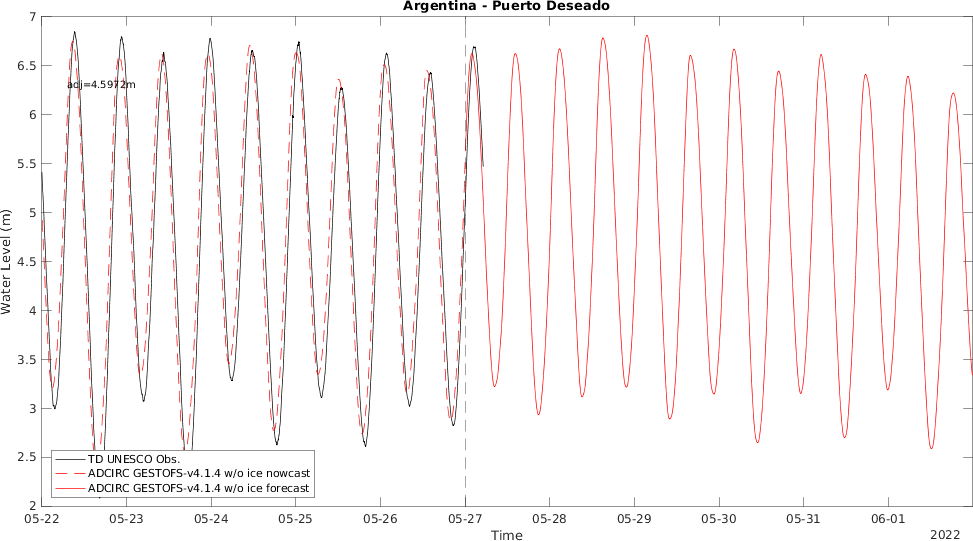 Argentina - Puerto Deseado
7
6.5
6
5.5
5
4.5
4
3.5
3
2.5
2
Water Level (m)
adj=4.5972m
TD UNESCO Obs.
ADCIRC GESTOFS-v4.1.4 w/o ice nowcast
ADCIRC GESTOFS-v4.1.4 w/o ice forecast
05-22 05-23 05-24 05-25 05-26 05-27 05-28 05-29 05-30 05-31 06-01
Time
2022